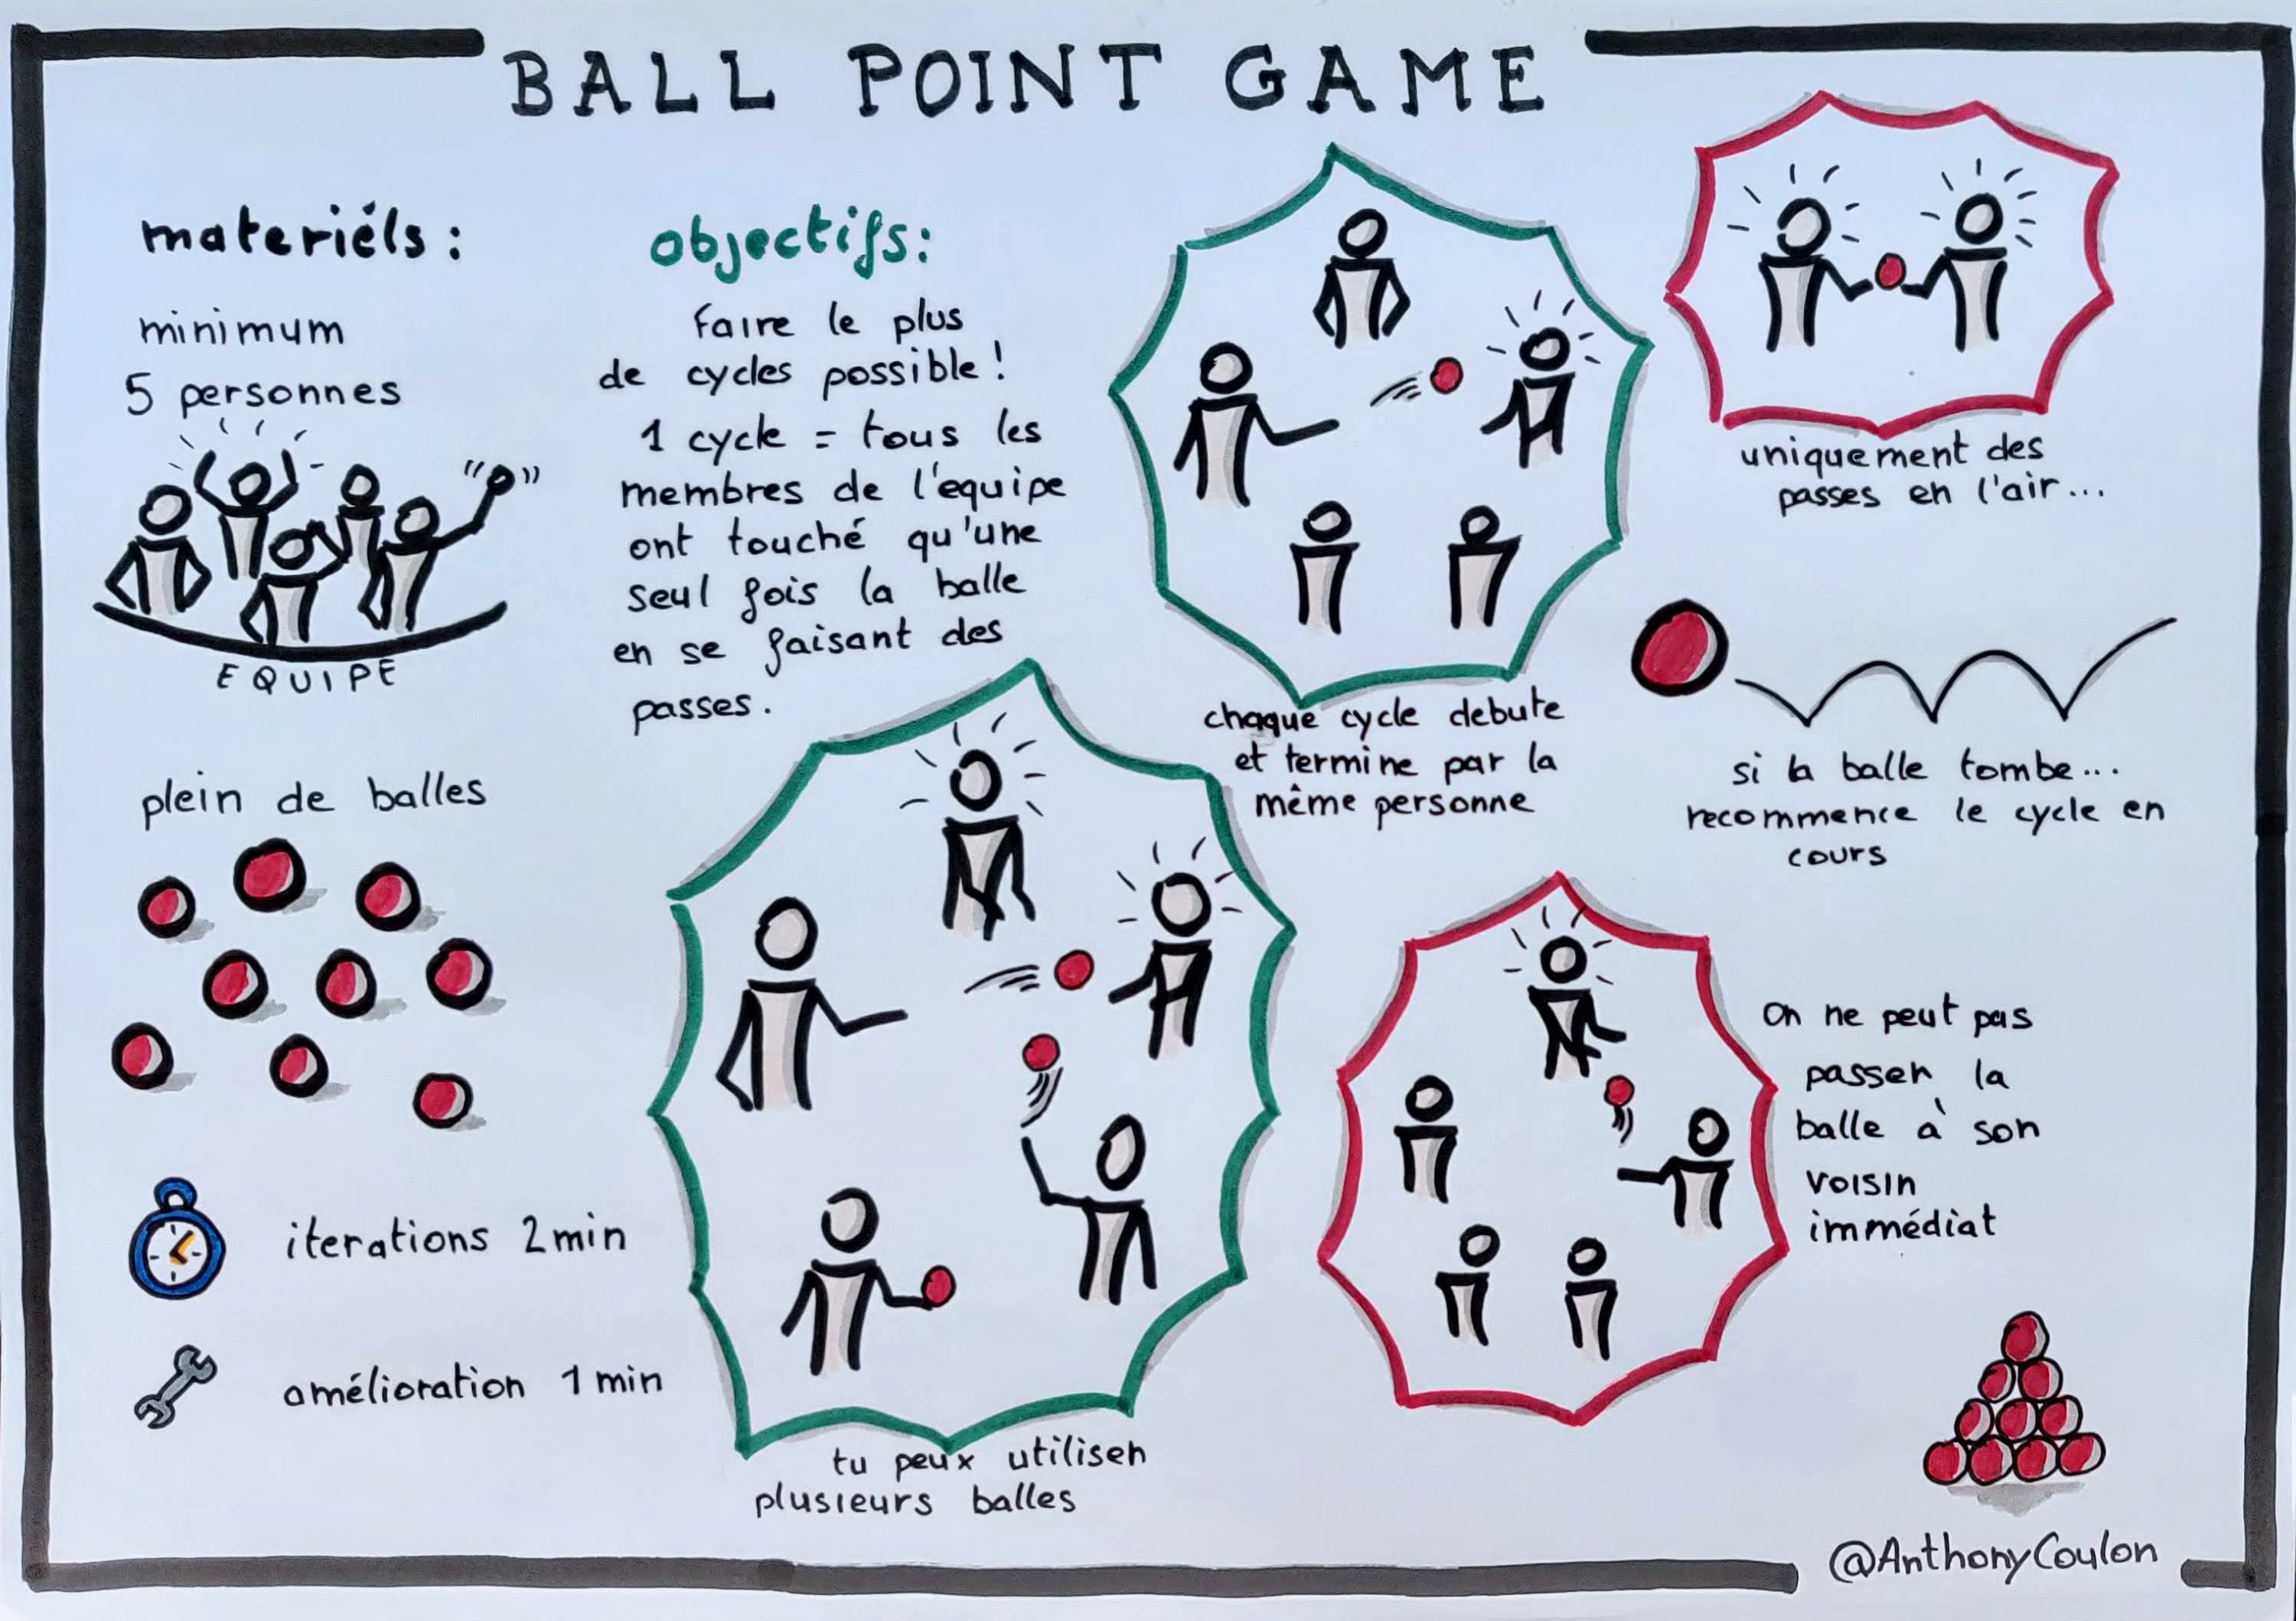 BALL POINT GAME
materiéls :
minimum
5 personnes
EQUIPE
plein de balles
iterations 2min
amélioration 1 min
objectifs:
Faire le plus
de cycles possible !
1 cycle = tous les
membres de l'equipe
ont touché qu'une
seul fois la balle
en se faisant des
passes.
tu peux utiliser
plusieurs balles
chaque cycle debute
et termine par la
même personne
uniquement des
passes en l'air...
si la balle tombe...
recommence le cycle en
cours
On ne peut pas
passer la
balle à son
voisin
immédiat
@AnthonyCoulon